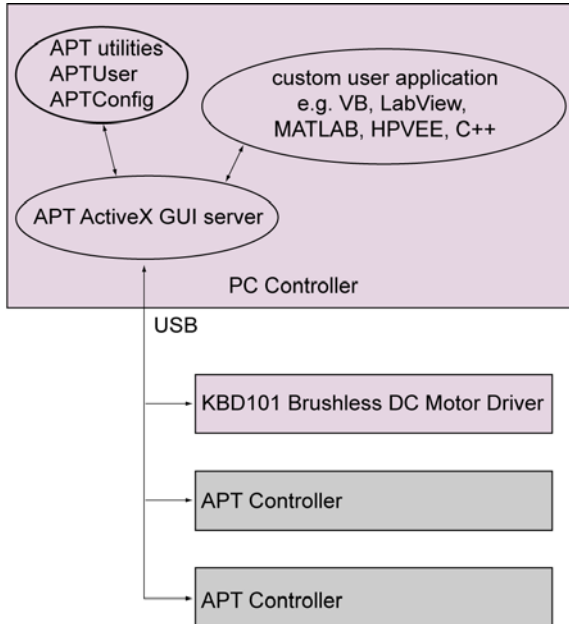 APT utilities
APTUser
APTConfig
custom user application
e.g. VB, LabView,
MATLAB, HPVEE, C++
APT ActiveX GUI server
PC Controller
USB
KBD101 Brushless DC Motor Driver
APT Controller
APT Controller